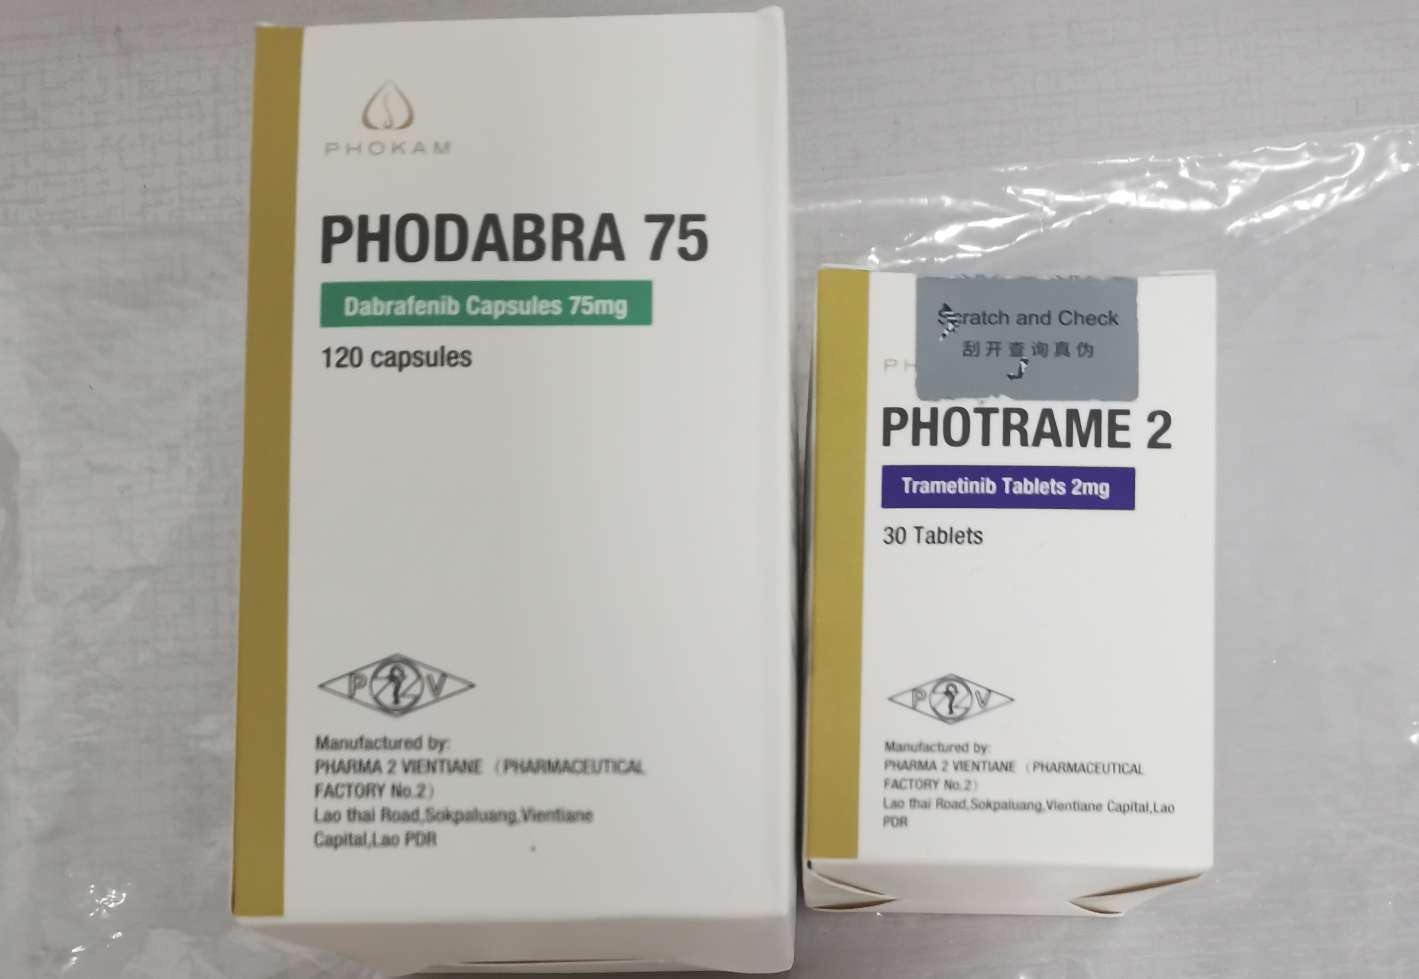 PHOKAM
PHODABRA 75
Dabrafenib Capsules 75mg
120 capsules
P 2 V
Manufactured by:
PHARMA 2 VIENTIANE （PHARMACEUTICAL
FACTORY No.2）
Lao thai Road,Sokpaluang,Vientiane
Capital,Lao PDR
Scratch and Check
刮开查询真伪
PH
PHOTRAME 2
Trametinib Tablets 2mg
30 Tablets
P 2 V
Manufactured by:
PHARMA 2 VIENTIANE （PHARMACEUTICAL
FACTORY No.2）
Lao thai Road,Sokpaluang,Vientiane Capital,Lao
PDR